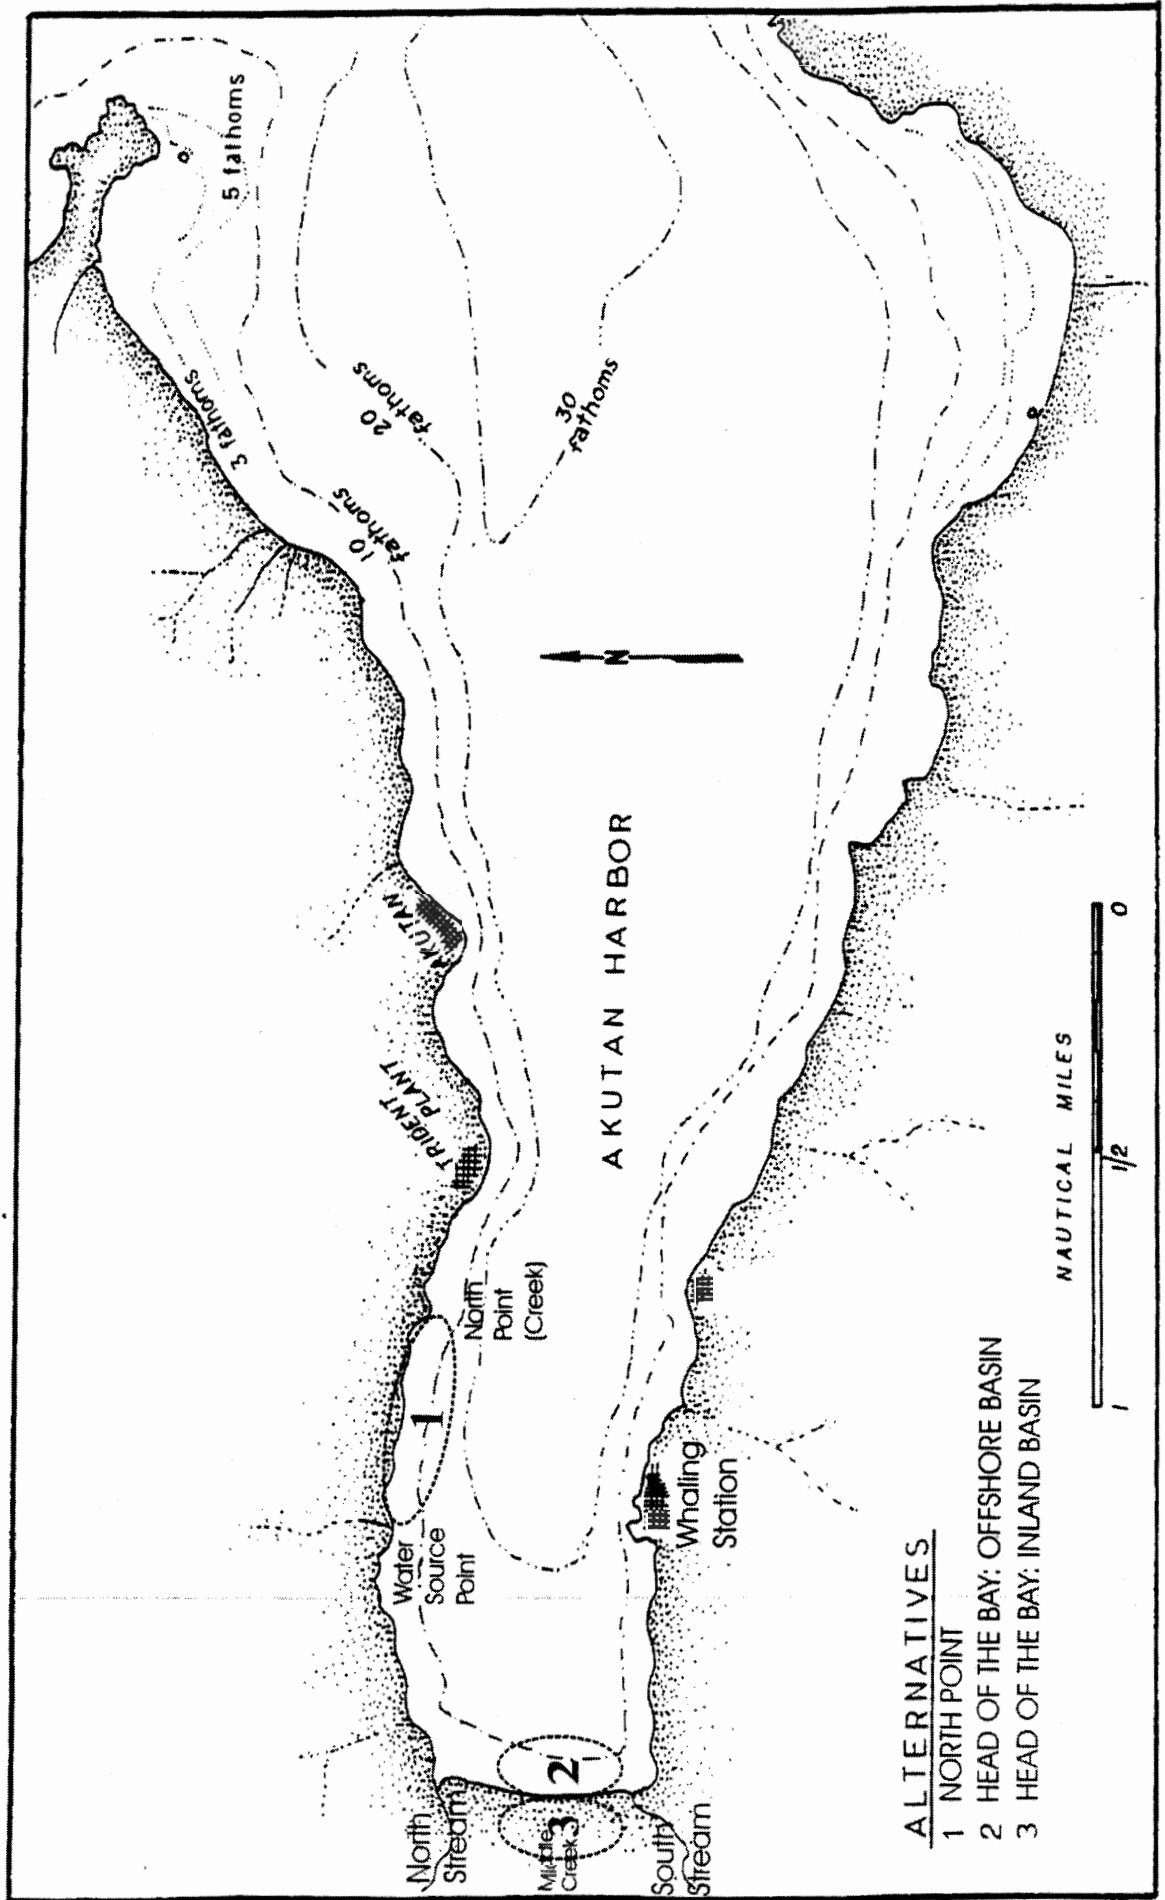 5 fathoms
3 fathoms
20
fathoms
30
fathoms
10
fathoms
N
AKUTAN HARBOR
AKUTAN
TRIDENT
PLANT
North
Point
(Creek)
1
Water
Source
Point
Whaling
Station
2
3
North
Stream
Middle
Creek
South
Stream
ALTERNATIVES
1 NORTH POINT
2 HEAD OF THE BAY: OFFSHORE BASIN
3 HEAD OF THE BAY: INLAND BASIN
NAUTICAL MILES
1 1/2 0